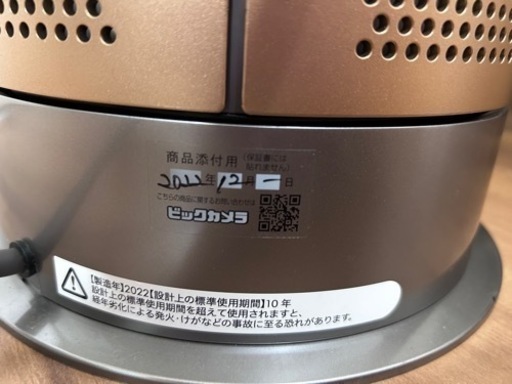 商品添付用 (保証書には
貼れません)
2022年12月一日
こちらの商品に関するお問い合わせは
ビックカメラ
【製造年】2022【設計上の標準使用期間】10年
設計上の標準使用期間を超えて使用されますと、
経年劣化による発火・けがなどの事故に至る恐れがあります。